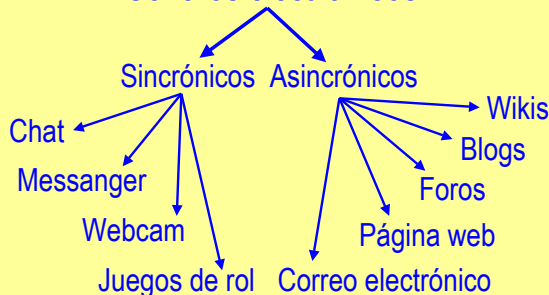 Sincrónicos Asincrónicos
Wikis
Chat
Blogs
Messanger
Foros
Webcam
Página web
Juegos de rol Correo electrónico